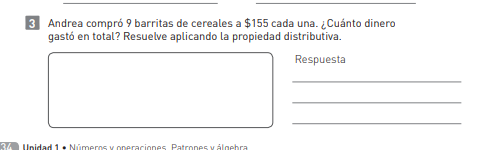 3 Andrea compró 9 barritas de cereales a $155 cada una. ¿Cuánto dinero
gastó en total? Resuelve aplicando la propiedad distributiva.
Respuesta
34 Unidad 1 • Números y operaciones. Patrones y álgebra